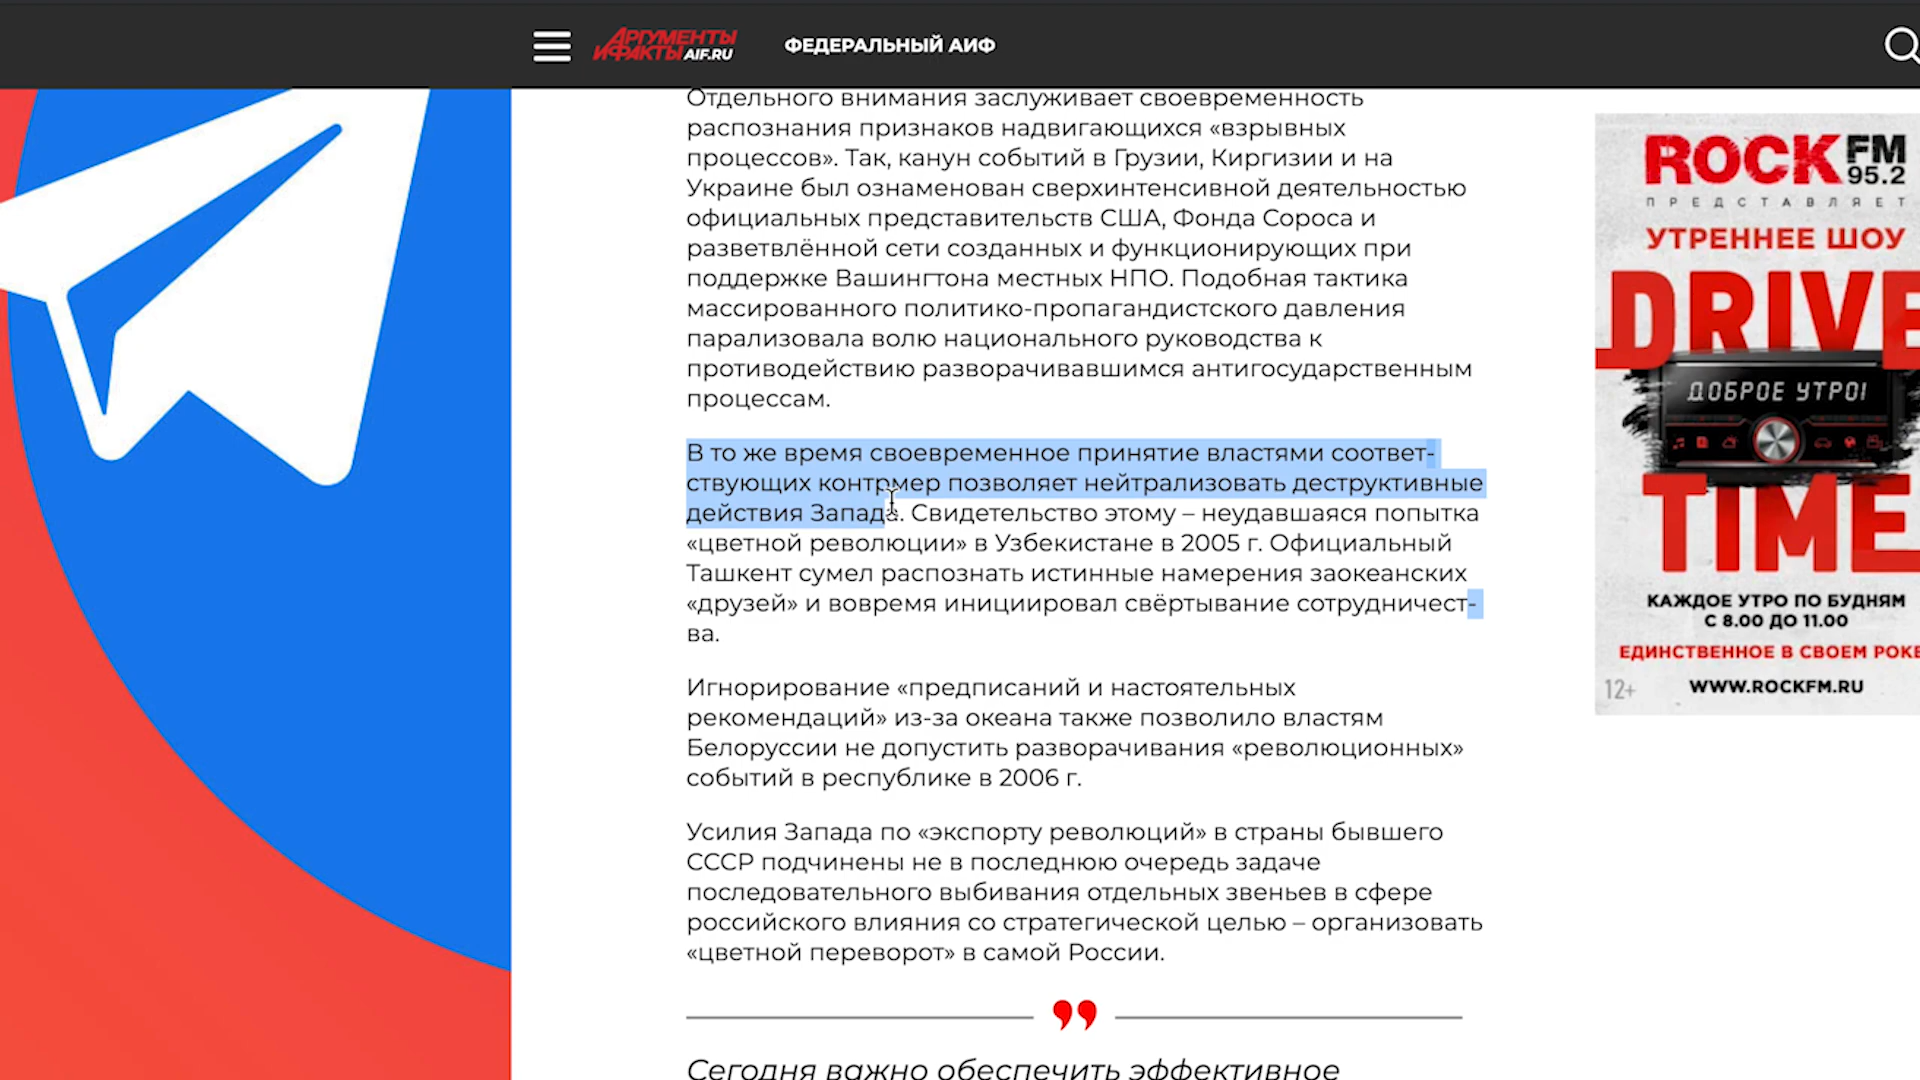 АРГУМЕНТЫ
И ФАКТЫ AIF.RU
ФЕДЕРАЛЬНЫЙ АИФ
Отдельного внимания заслуживает своевременность
распознания признаков надвигающихся «взрывных
процессов». Так, канун событий в Грузии, Киргизии и на
Украине был ознаменован сверхинтенсивной деятельностью
официальных представительств США, Фонда Сороса и
разветвлённой сети созданных и функционирующих при
поддержке Вашингтона местных НПО. Подобная тактика
массированного политико-пропагандистского давления
парализовала волю национального руководства к
противодействию разворачивавшимся антигосударственным
процессам.
В то же время своевременное принятие властями соответ-
ствующих контрмер позволяет нейтрализовать деструктивные
действия Запада. Свидетельство этому – неудавшаяся попытка
«цветной революции» в Узбекистане в 2005 г. Официальный
Ташкент сумел распознать истинные намерения заокеанских
«друзей» и вовремя инициировал свёртывание сотрудничест-
ва.
Игнорирование «предписаний и настоятельных
рекомендаций» из-за океана также позволило властям
Белоруссии не допустить разворачивания «революционных»
событий в республике в 2006 г.
Усилия Запада по «экспорту революций» в страны бывшего
СССР подчинены не в последнюю очередь задаче
последовательного выбивания отдельных звеньев в сфере
российского влияния со стратегической целью – организовать
«цветной переворот» в самой России.
Сегодня важно обеспечить эффективное
ROCK FM
95.2
ПРЕДСТАВЛЯЕТ
УТРЕННЕЕ ШОУ
DRIVE
ДОБРОЕ УТРО!
TIME
КАЖДОЕ УТРО ПО БУДНЯМ
С 8.00 ДО 11.00
ЕДИНСТВЕННОЕ В СВОЕМ РОКЕ
12+
WWW.ROCKFM.RU